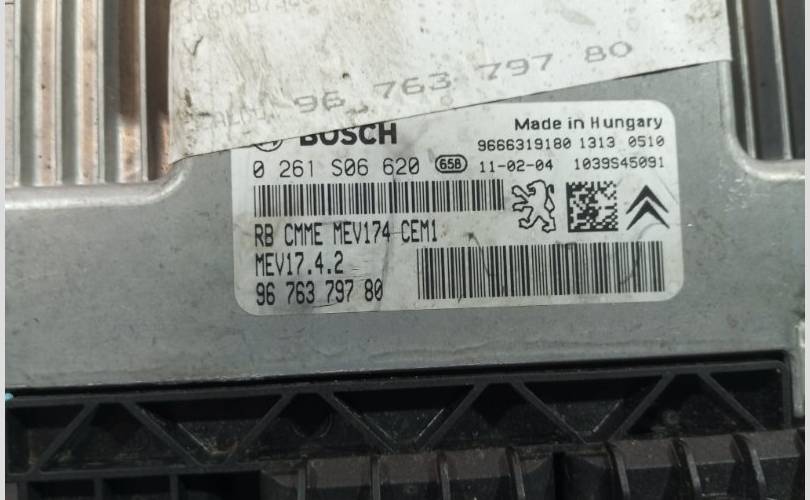 96 763 797 80
BOSCH
Made in Hungary
9666319180 1313 0510
0 261 S06 620 658 11-02-04 1039S45091
RB CMME MEV174 CEM1
MEV17.4.2
96 763 797 80